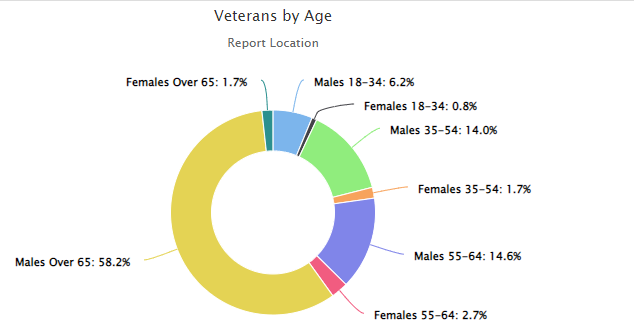 Veterans by Age
Report Location
Females Over 65: 1.7%
Males 18-34: 6.2%
Females 18-34: 0.8%
Males 35-54: 14.0%
Females 35-54: 1.7%
Males 55-64: 14.6%
Males Over 65: 58.2%
Females 55-64: 2.7%